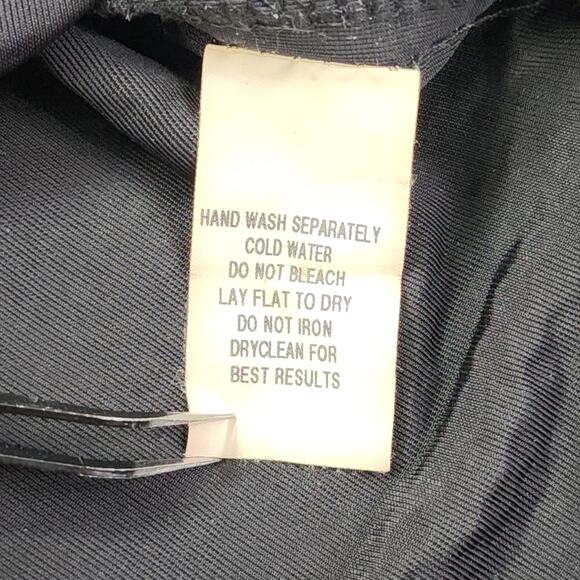 HAND WASH SEPARATELY
COLD WATER
DO NOT BLEACH
LAY FLAT TO DRY
DO NOT IRON
DRYCLEAN FOR
BEST RESULTS